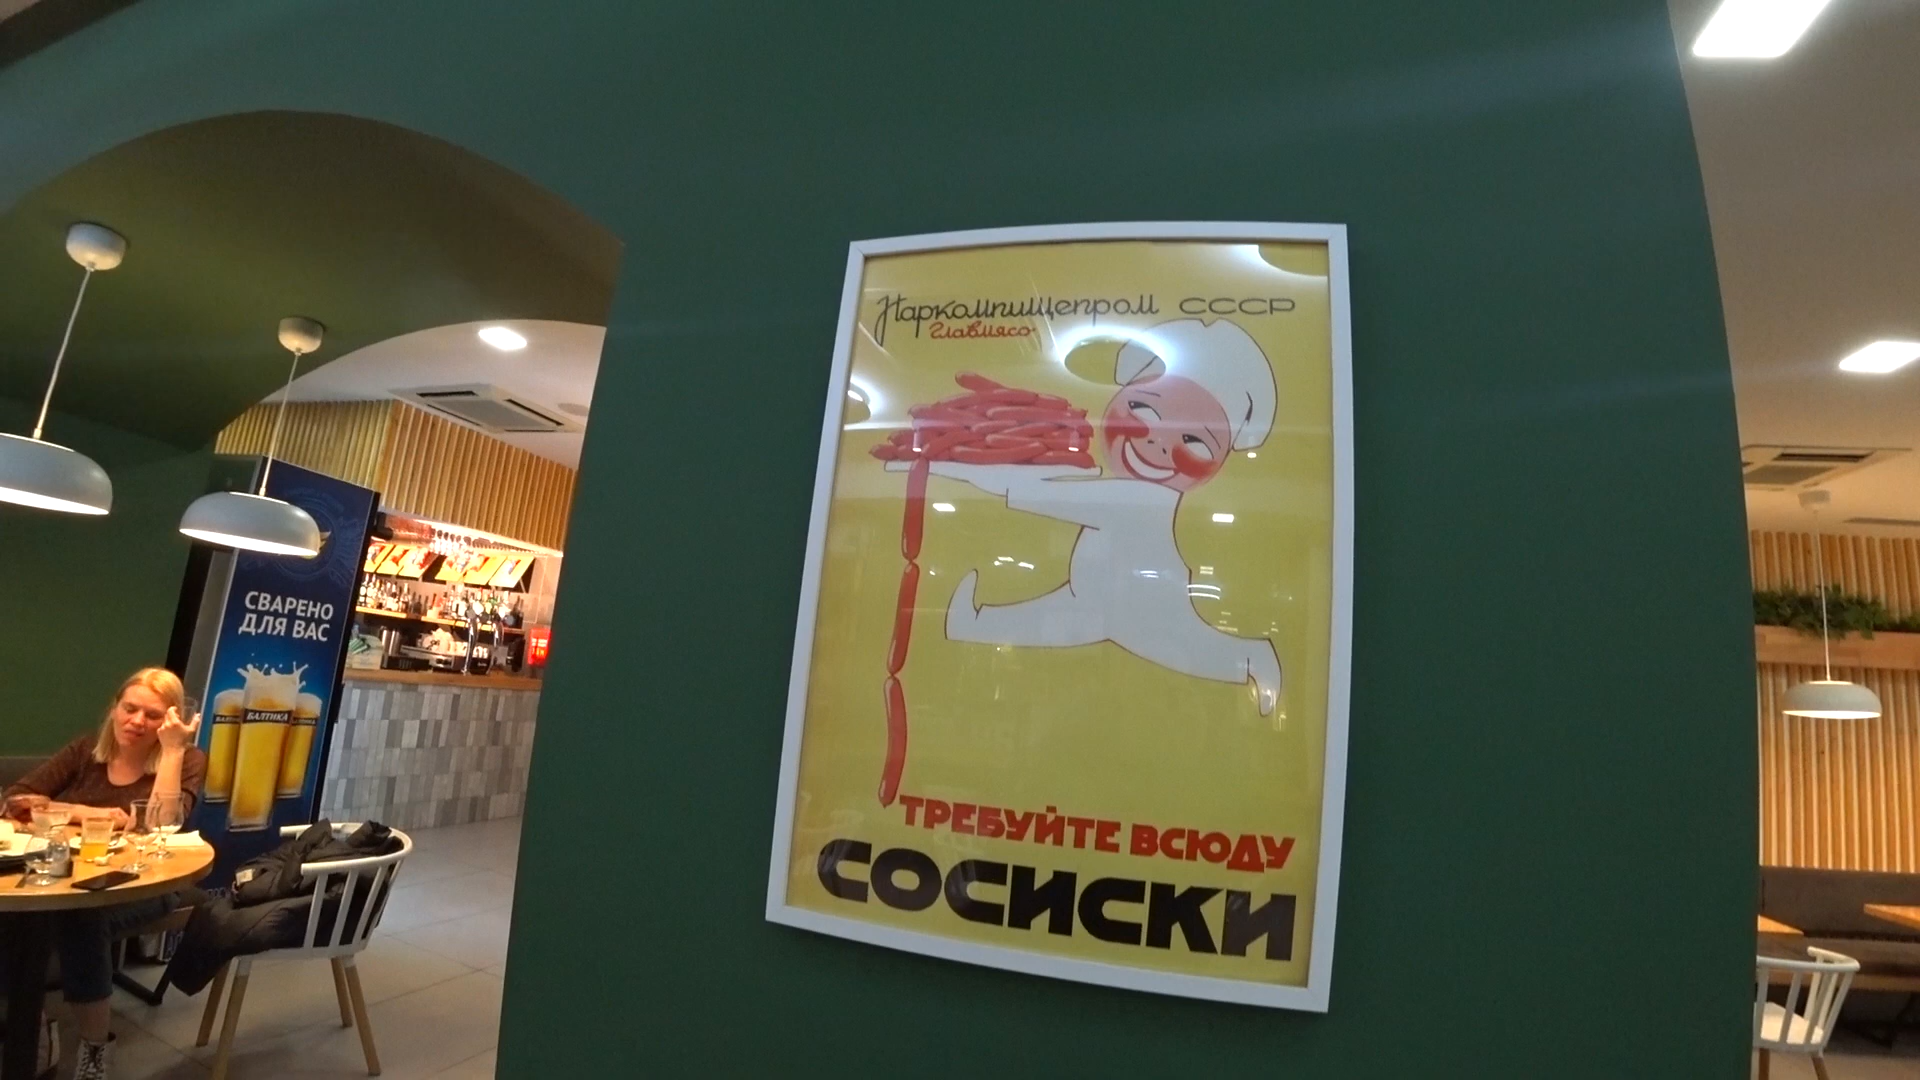 Наркомпищепром СССР
Главмясо
ТРЕБУЙТЕ ВСЮДУ
СОСИСКИ
СВАРЕНО
ДЛЯ ВАС
БАЛТИКА